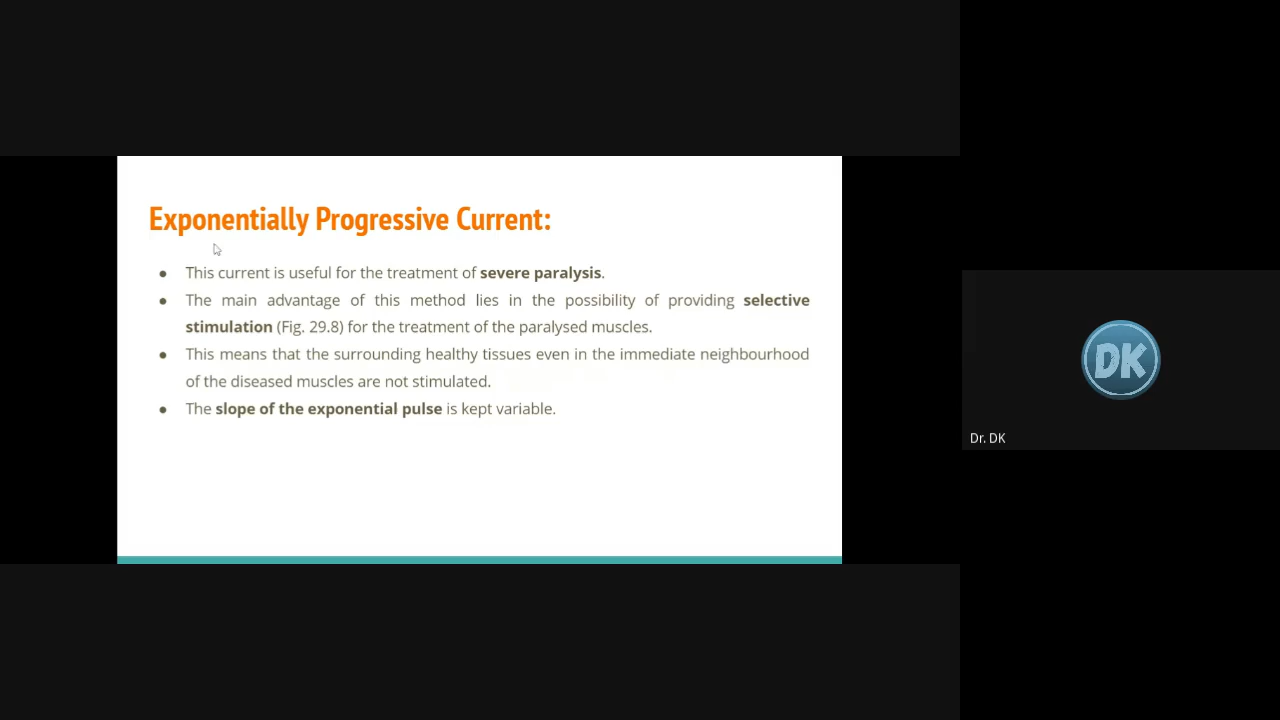 Exponentially Progressive Current:
● This current is useful for the treatment of severe paralysis.
● The main advantage of this method lies in the possibility of providing selective
stimulation (Fig. 29.8) for the treatment of the paralysed muscles.
● This means that the surrounding healthy tissues even in the immediate neighbourhood
of the diseased muscles are not stimulated.
● The slope of the exponential pulse is kept variable.
DK
Dr. DK